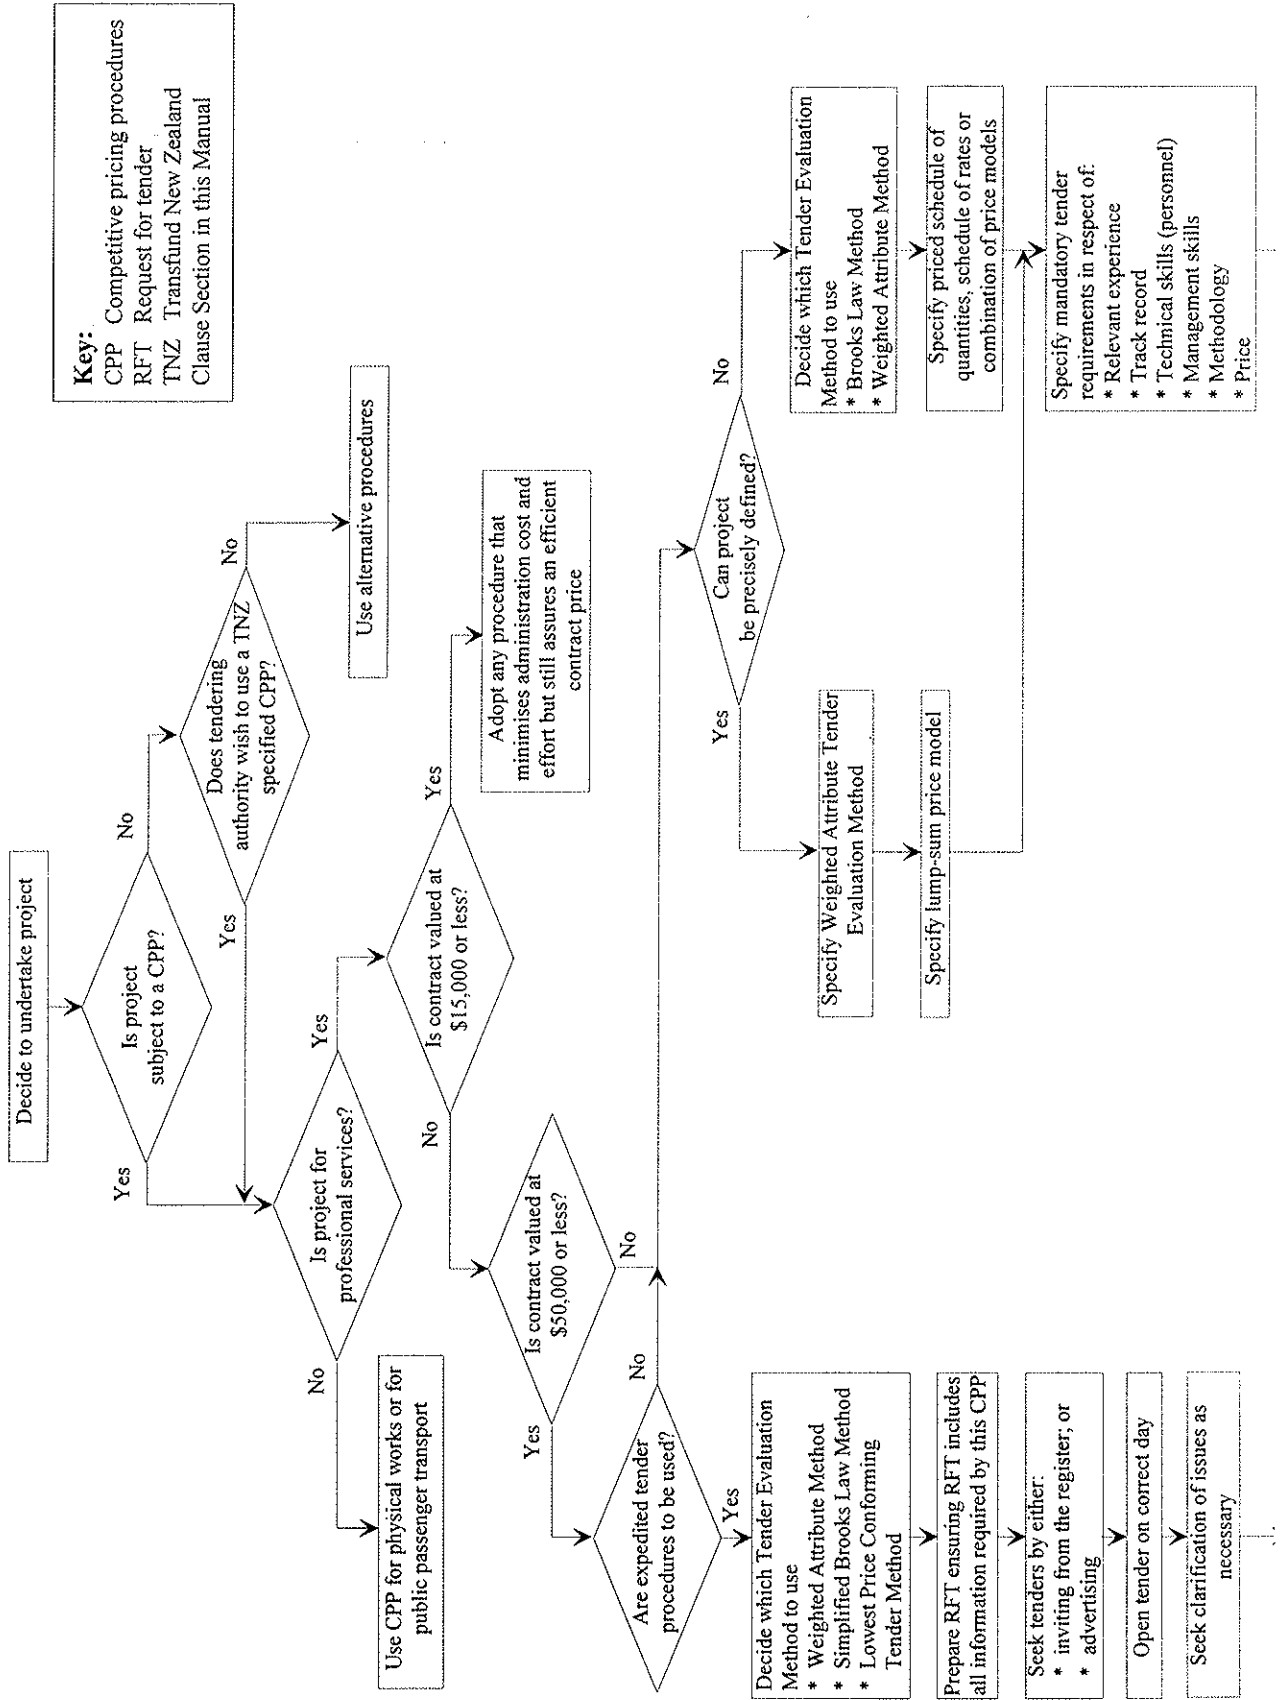 Decide to undertake project
Key:
CPP Competitive pricing procedures
RFT Request for tender
TNZ Transfund New Zealand
Clause Section in this Manual
Is project
subject to a CPP?
Yes
No
Does tendering
authority wish to use a TNZ
specified CPP?
Yes
No
Use alternative procedures
Is project for
professional services?
No
Yes
Use CPP for physical works or for
public passenger transport
Is contract valued at
$15,000 or less?
No
Yes
Adopt any procedure that
minimises administration cost and
effort but still assures an efficient
contract price
Is contract valued at
$50,000 or less?
Yes
No
Are expedited tender
procedures to be used?
No
Yes
Can project
be precisely defined?
Yes
No
Decide which Tender Evaluation
Method to use
* Weighted Attribute Method
* Simplified Brooks Law Method
* Lowest Price Conforming
Tender Method
Prepare RFT ensuring RFT includes
all information required by this CPP
Seek tenders by either:
* inviting from the register; or
* advertising
Open tender on correct day
Seek clarification of issues as
necessary
Specify Weighted Attribute Tender
Evaluation Method
Specify lump-sum price model
Decide which Tender Evaluation
Method to use
* Brooks Law Method
* Weighted Attribute Method
Specify priced schedule of
quantities, schedule of rates or
combination of price models
Specify mandatory tender
requirements in respect of:
* Relevant experience
* Track record
* Technical skills (personnel)
* Management skills
* Methodology
* Price